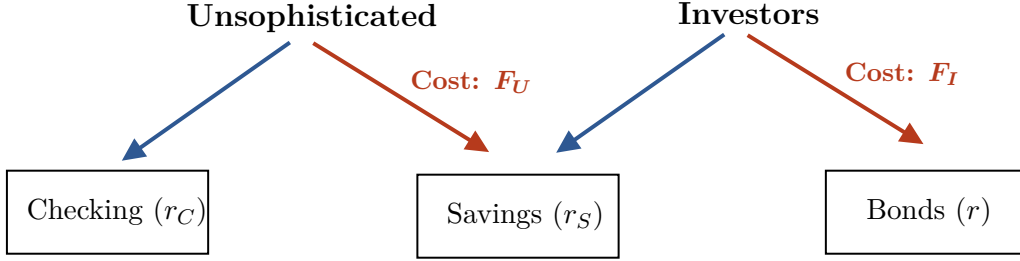 Unsophisticated
Investors
Cost: F_U
Cost: F_I
Checking (r_C)
Savings (r_S)
Bonds (r)